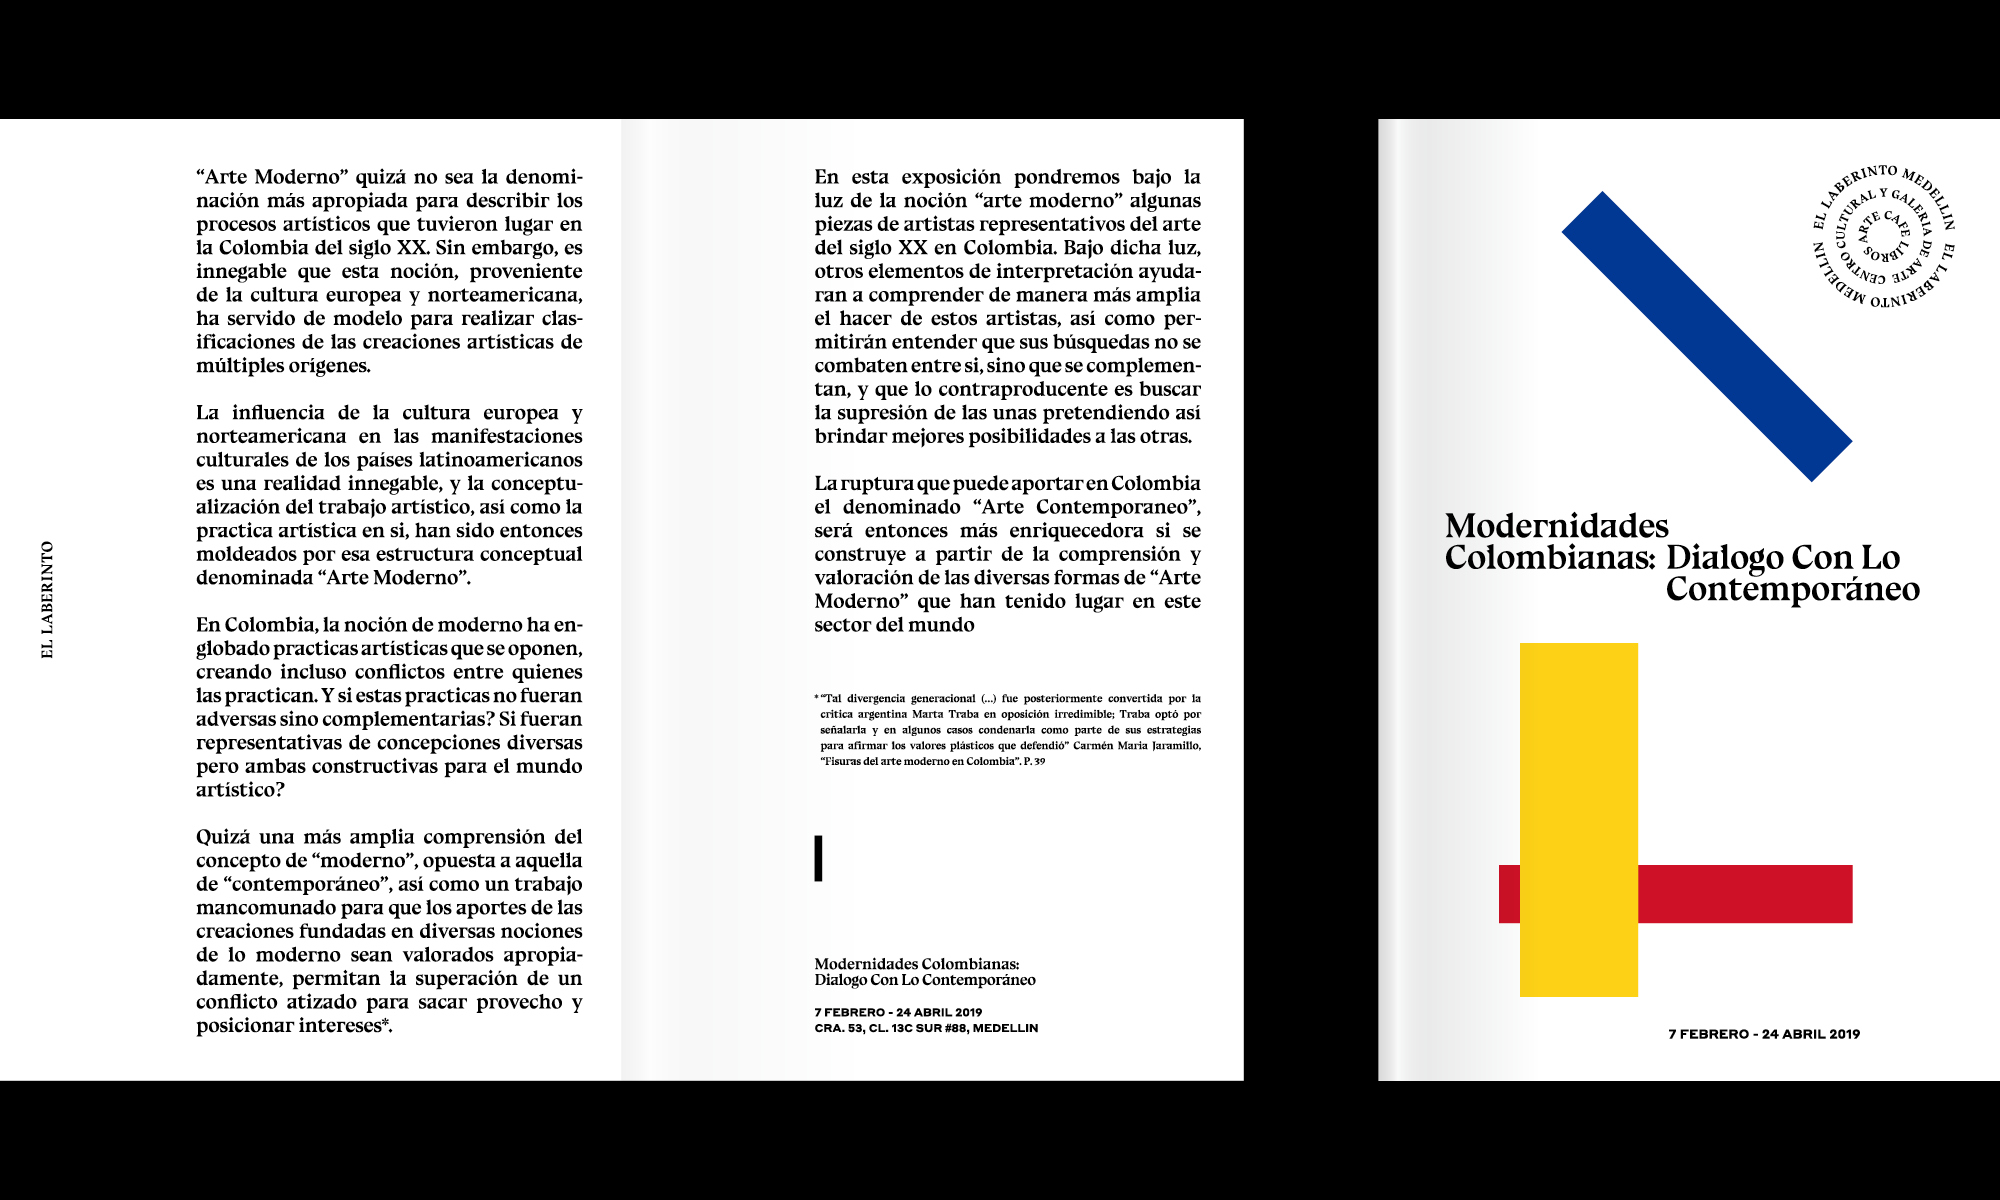 EL LABERINTO
“Arte Moderno” quizá no sea la denomi-
nación más apropiada para describir los
procesos artísticos que tuvieron lugar en
la Colombia del siglo XX. Sin embargo, es
innegable que esta noción, proveniente
de la cultura europea y norteamericana,
ha servido de modelo para realizar clas-
ificaciones de las creaciones artísticas de
múltiples orígenes.
La influencia de la cultura europea y
norteamericana en las manifestaciones
culturales de los países latinoamericanos
es una realidad innegable, y la conceptu-
alización del trabajo artístico, así como la
practica artística en si, han sido entonces
moldeados por esa estructura conceptual
denominada “Arte Moderno”.
En Colombia, la noción de moderno ha en-
globado practicas artísticas que se oponen,
creando incluso conflictos entre quienes
las practican. Y si estas practicas no fueran
adversas sino complementarias? Si fueran
representativas de concepciones diversas
pero ambas constructivas para el mundo
artístico?
Quizá una más amplia comprensión del
concepto de “moderno”, opuesta a aquella
de “contemporáneo”, así como un trabajo
mancomunado para que los aportes de las
creaciones fundadas en diversas nociones
de lo moderno sean valorados apropia-
damente, permitan la superación de un
conflicto atizado para sacar provecho y
posicionar intereses*.
En esta exposición pondremos bajo la
luz de la noción “arte moderno” algunas
piezas de artistas representativos del arte
del siglo XX en Colombia. Bajo dicha luz,
otros elementos de interpretación ayuda-
ran a comprender de manera más amplia
el hacer de estos artistas, así como per-
mitirán entender que sus búsquedas no se
combaten entre si, sino que se complemen-
tan, y que lo contraproducente es buscar
la supresión de las unas pretendiendo así
brindar mejores posibilidades a las otras.
La ruptura que puede aportar en Colombia
el denominado “Arte Contemporaneo”,
será entonces más enriquecedora si se
construye a partir de la comprensión y
valoración de las diversas formas de “Arte
Moderno” que han tenido lugar en este
sector del mundo
* “Tal divergencia generacional (...) fue posteriormente convertida por la
critica argentina Marta Traba en oposición irredimible; Traba optó por
señalarla y en algunos casos condenarla como parte de sus estrategias
para afirmar los valores plásticos que defendió” Carmén Maria Jaramillo,
“Fisuras del arte moderno en Colombia”. P. 39
Modernidades Colombianas:
Dialogo Con Lo Contemporáneo
7 FEBRERO - 24 ABRIL 2019
CRA. 53, CL. 13C SUR #88, MEDELLIN
EL LABERINTO MEDELLIN EL LABERINTO MEDELLIN
CENTRO CULTURAL Y GALERIA DE ARTE
ARTE CAFE LIBROS
Modernidades
Colombianas: Dialogo Con Lo
Contemporáneo
7 FEBRERO - 24 ABRIL 2019